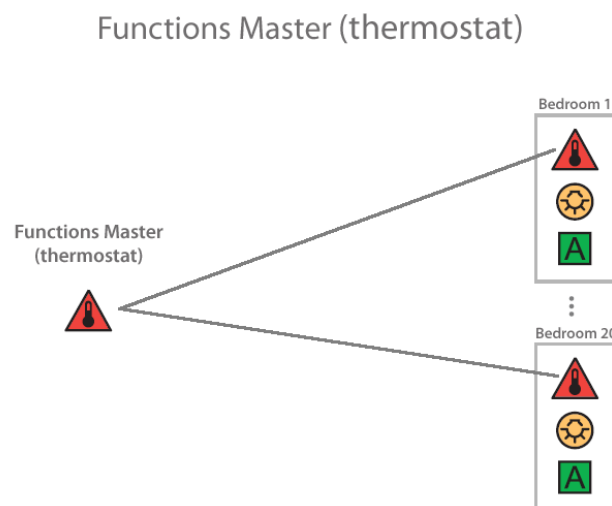 Functions Master (thermostat)
Bedroom 1
A
Functions Master
(thermostat)
Bedroom 20
A